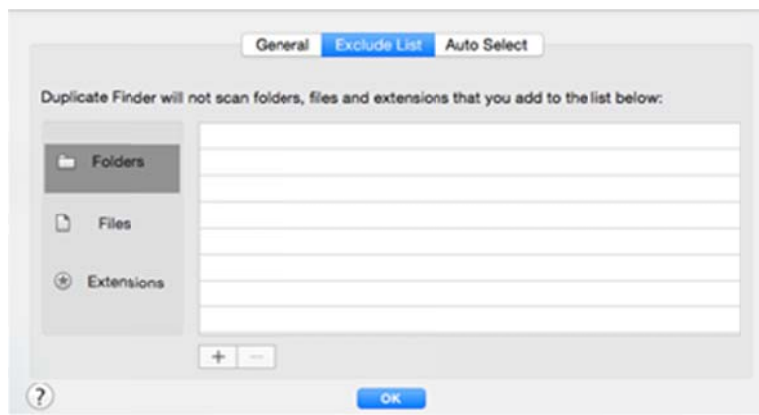 General Exclude List Auto Select
Duplicate Finder will not scan folders, files and extensions that you add to the list below:
Folders
Files
Extensions
+ −
? OK